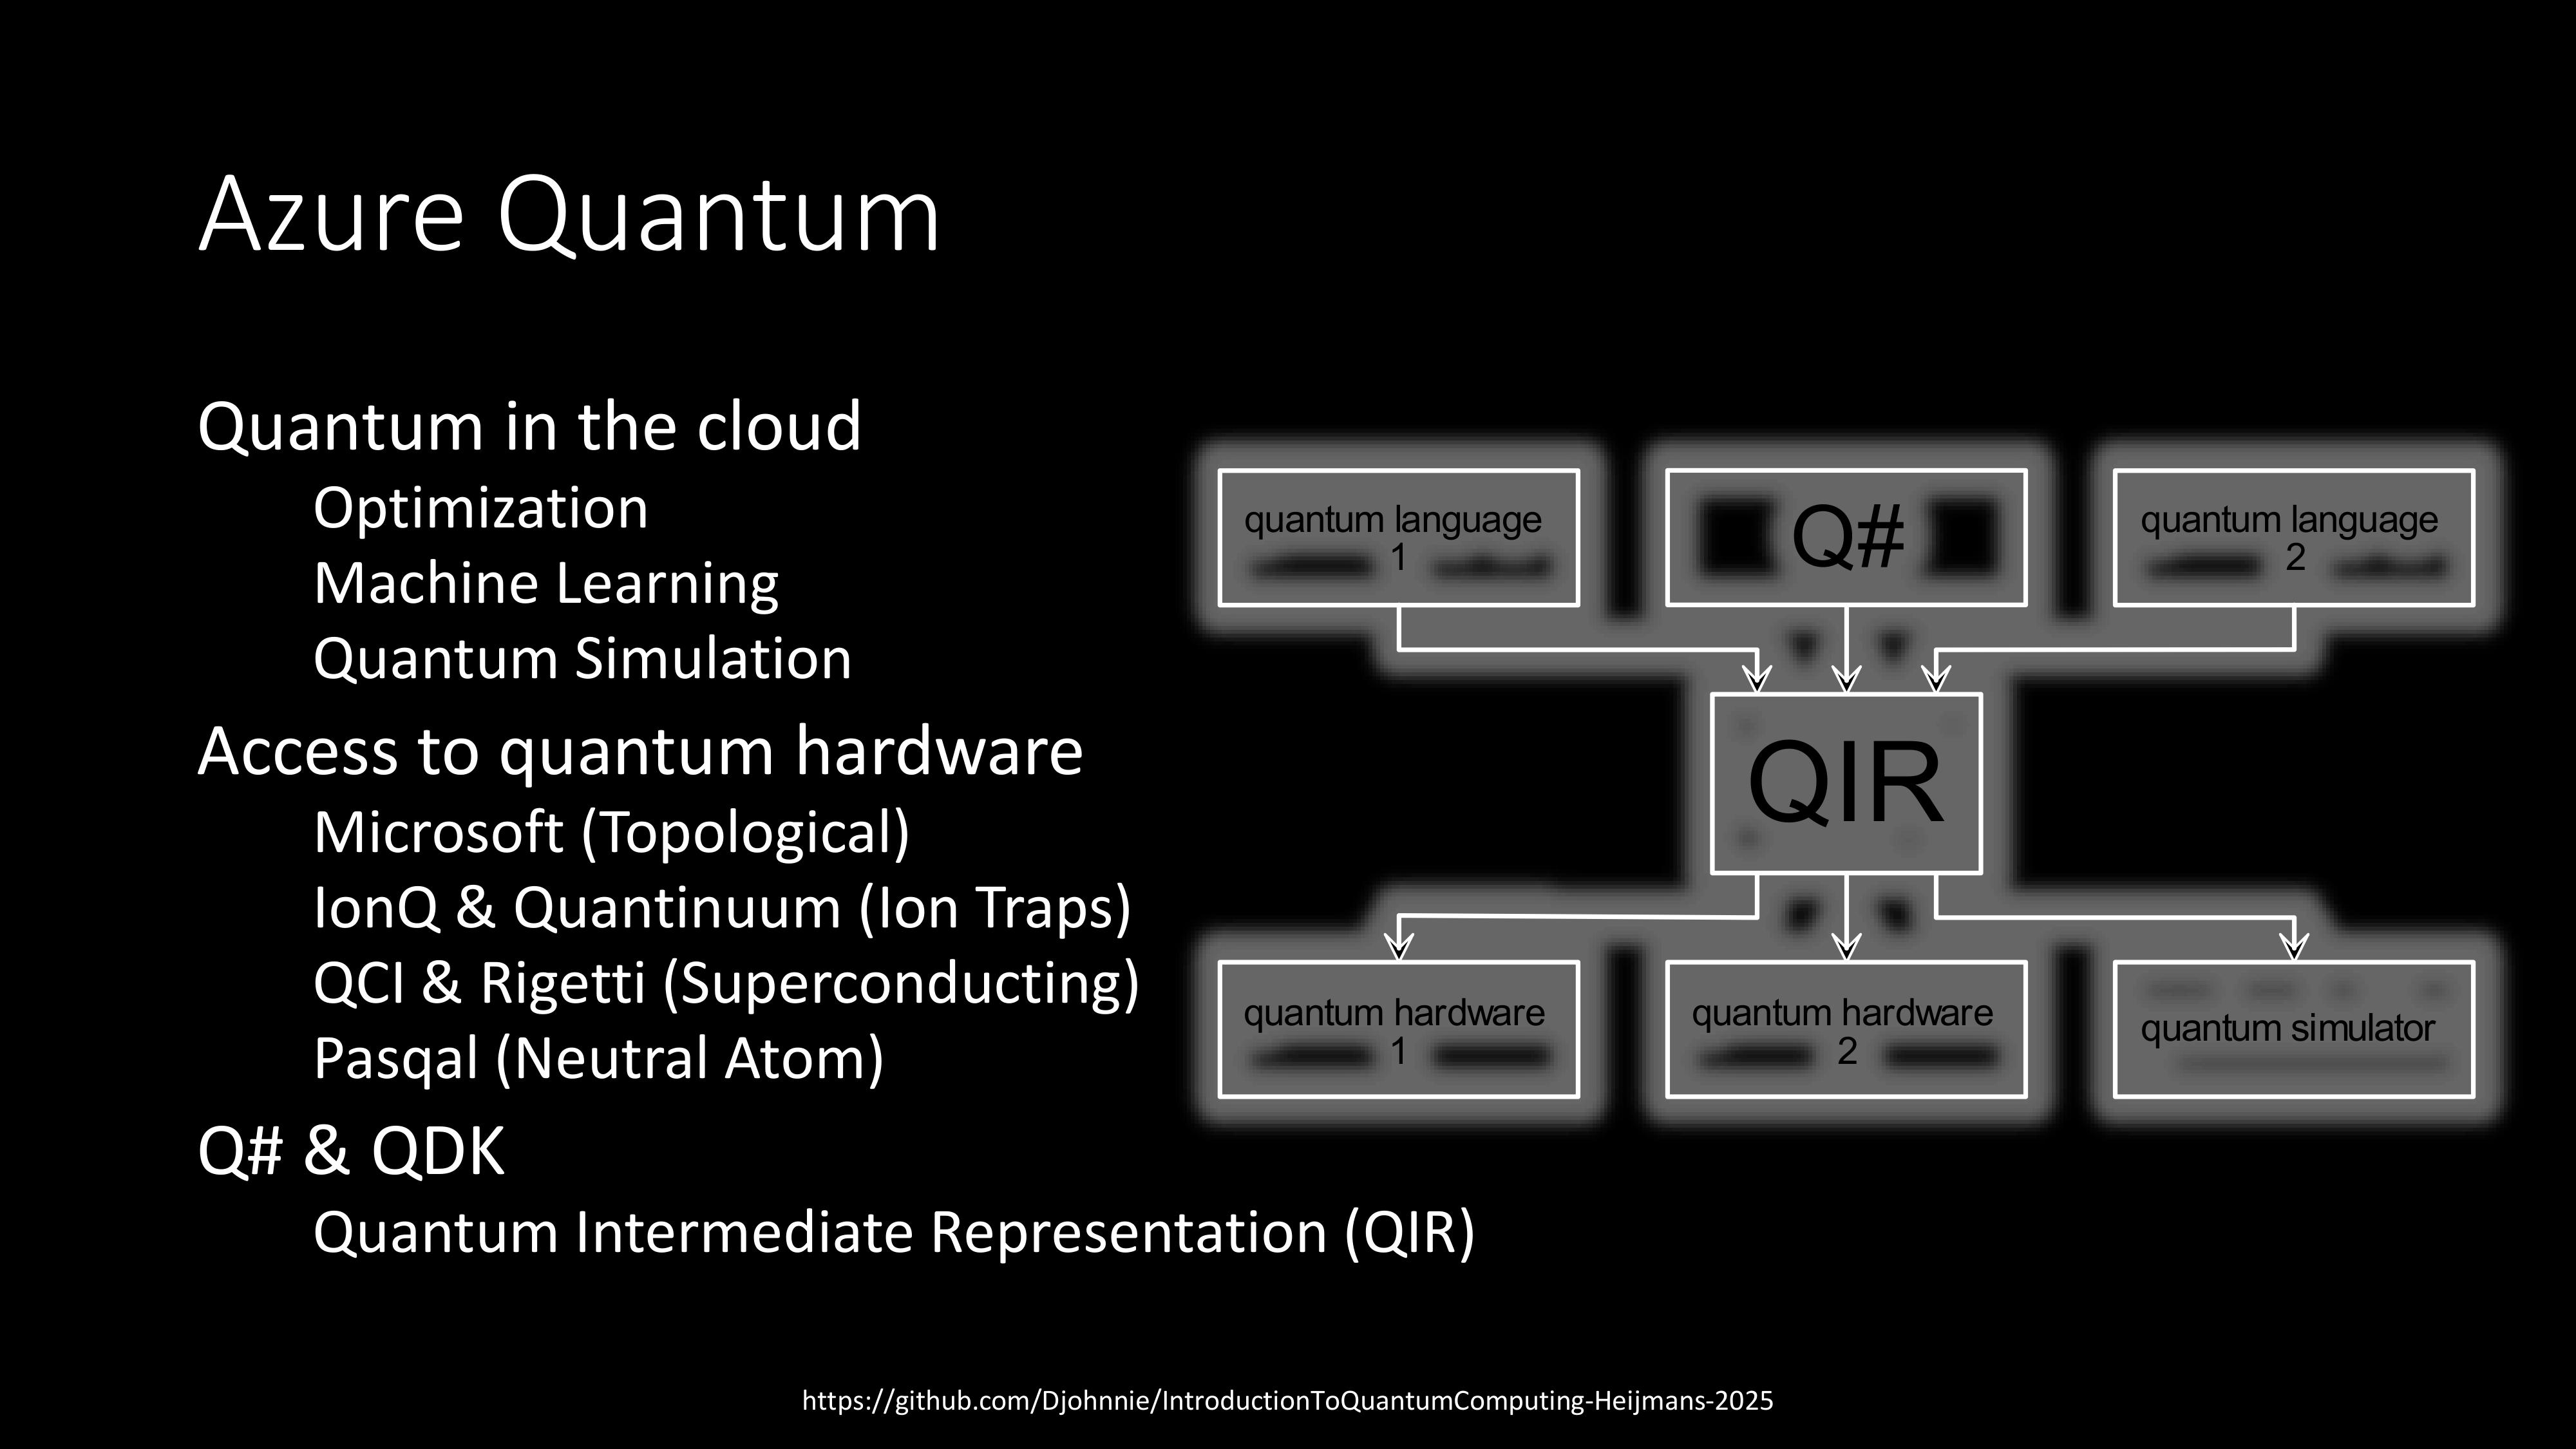 Azure Quantum
Quantum in the cloud
Optimization
Machine Learning
Quantum Simulation
Access to quantum hardware
Microsoft (Topological)
IonQ & Quantinuum (Ion Traps)
QCI & Rigetti (Superconducting)
Pasqal (Neutral Atom)
Q# & QDK
Quantum Intermediate Representation (QIR)
quantum language
1
Q#
quantum language
2
QIR
quantum hardware
1
quantum hardware
2
quantum simulator
https://github.com/Djohnnie/IntroductionToQuantumComputing-Heijmans-2025